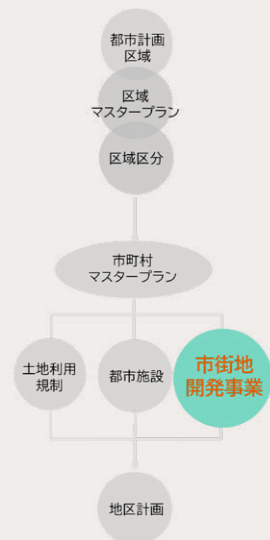 都市計画
区域
区域
マスタープラン
区域区分
市町村
マスタープラン
土地利用
規制
都市施設
市街地
開発事業
地区計画